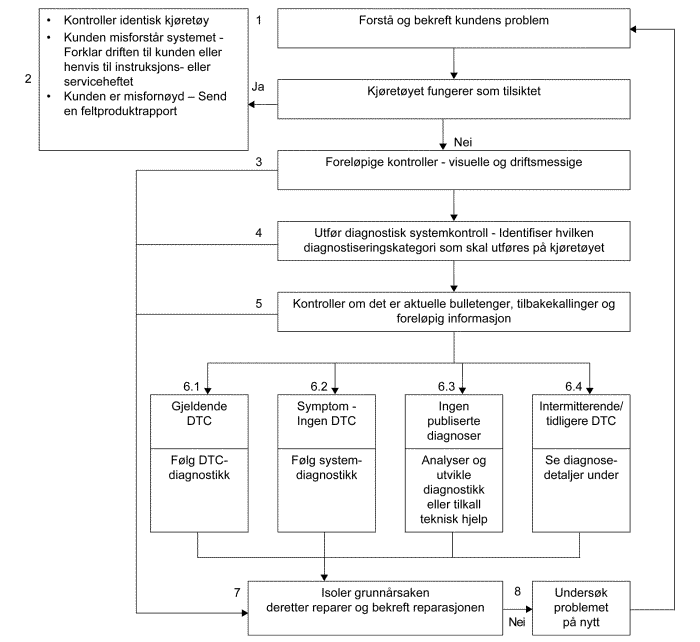 1
Forstå og bekreft kundens problem
• Kontroller identisk kjøretøy
• Kunden misforstår systemet -
Forklar driften til kunden eller
henvis til instruksjons- eller
serviceheftet
• Kunden er misfornøyd – Send
en feltproduktrapport
2
Ja
Kjøretøyet fungerer som tilsiktet
Nei
3
Foreløpige kontroller - visuelle og driftsmessige
4
Utfør diagnostisk systemkontroll - Identifiser hvilken
diagnostiseringskategori som skal utføres på kjøretøyet
5
Kontroller om det er aktuelle bulletenger, tilbakekallinger og
foreløpig informasjon
6.1
Gjeldende
DTC
Følg DTC-
diagnostikk
6.2
Symptom -
Ingen DTC
Følg system-
diagnostikk
6.3
Ingen
publiserte
diagnoser
Analyser og
utvikle
diagnostikk
eller tilkall
teknisk hjelp
6.4
Intermitterende/
tidligere DTC
Se diagnose-
detaljer under
7
Isoler grunnårsaken
deretter reparer og bekreft reparasjonen
8
Nei
Undersøk
problemet
på nytt